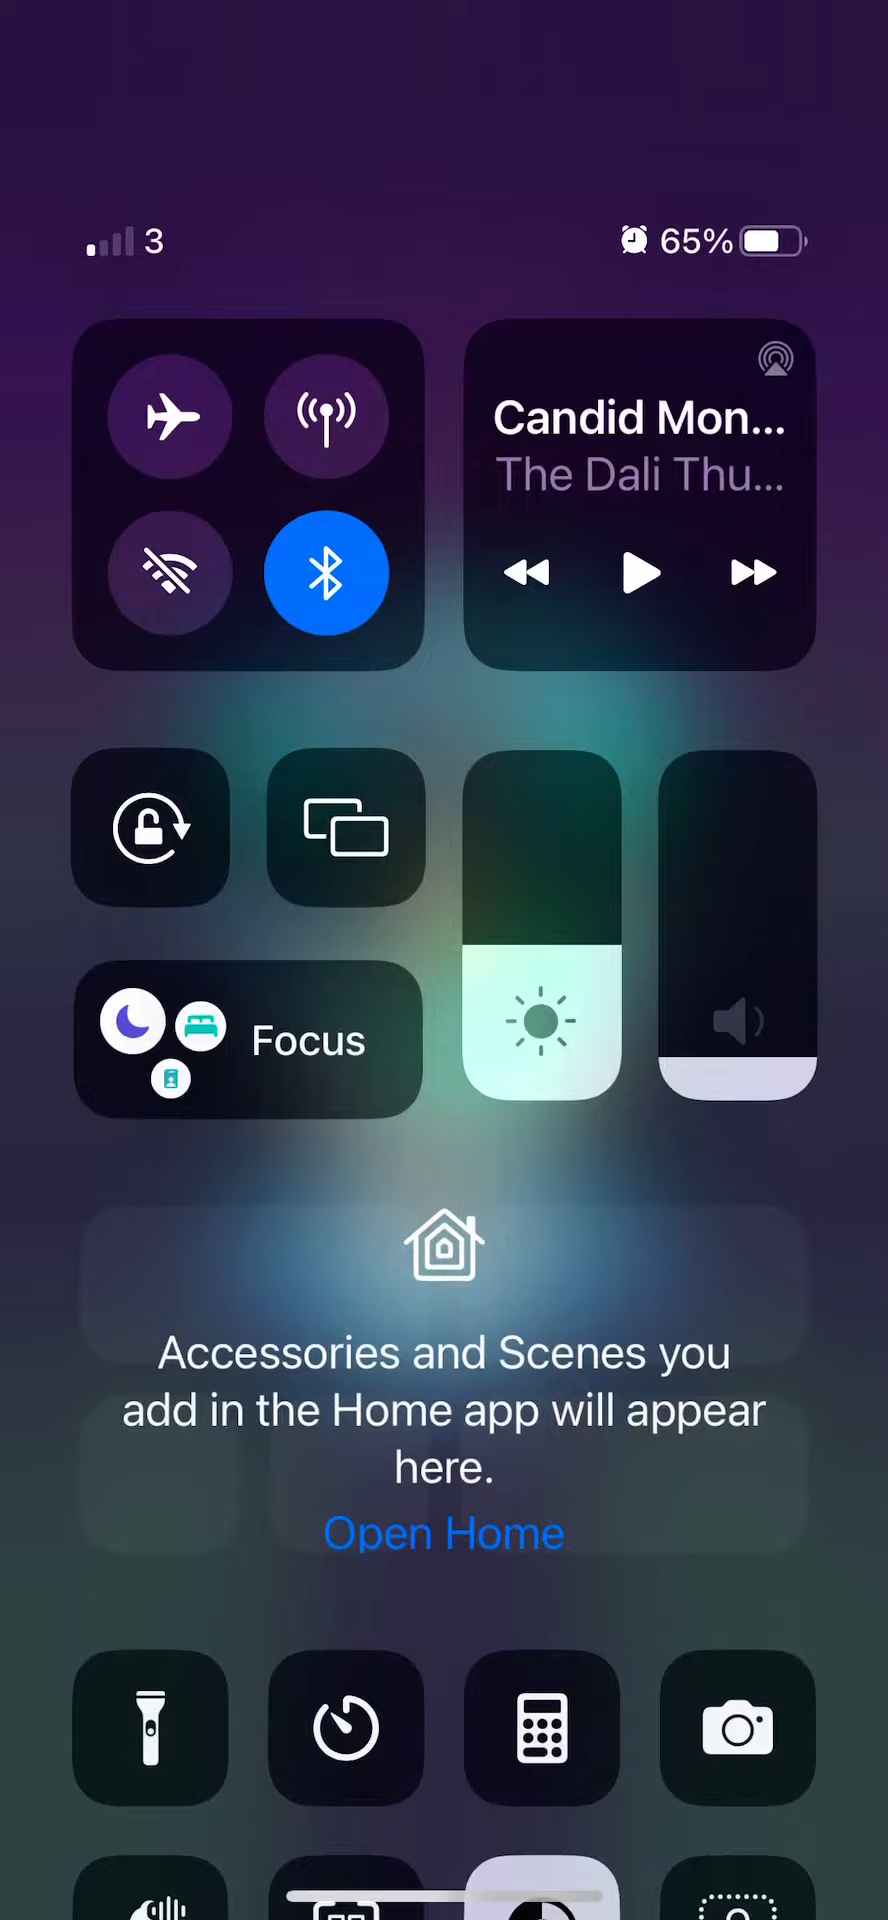 3
65%
Candid Mon...
The Dali Thu...
Focus
Accessories and Scenes you
add in the Home app will appear
here.
Open Home